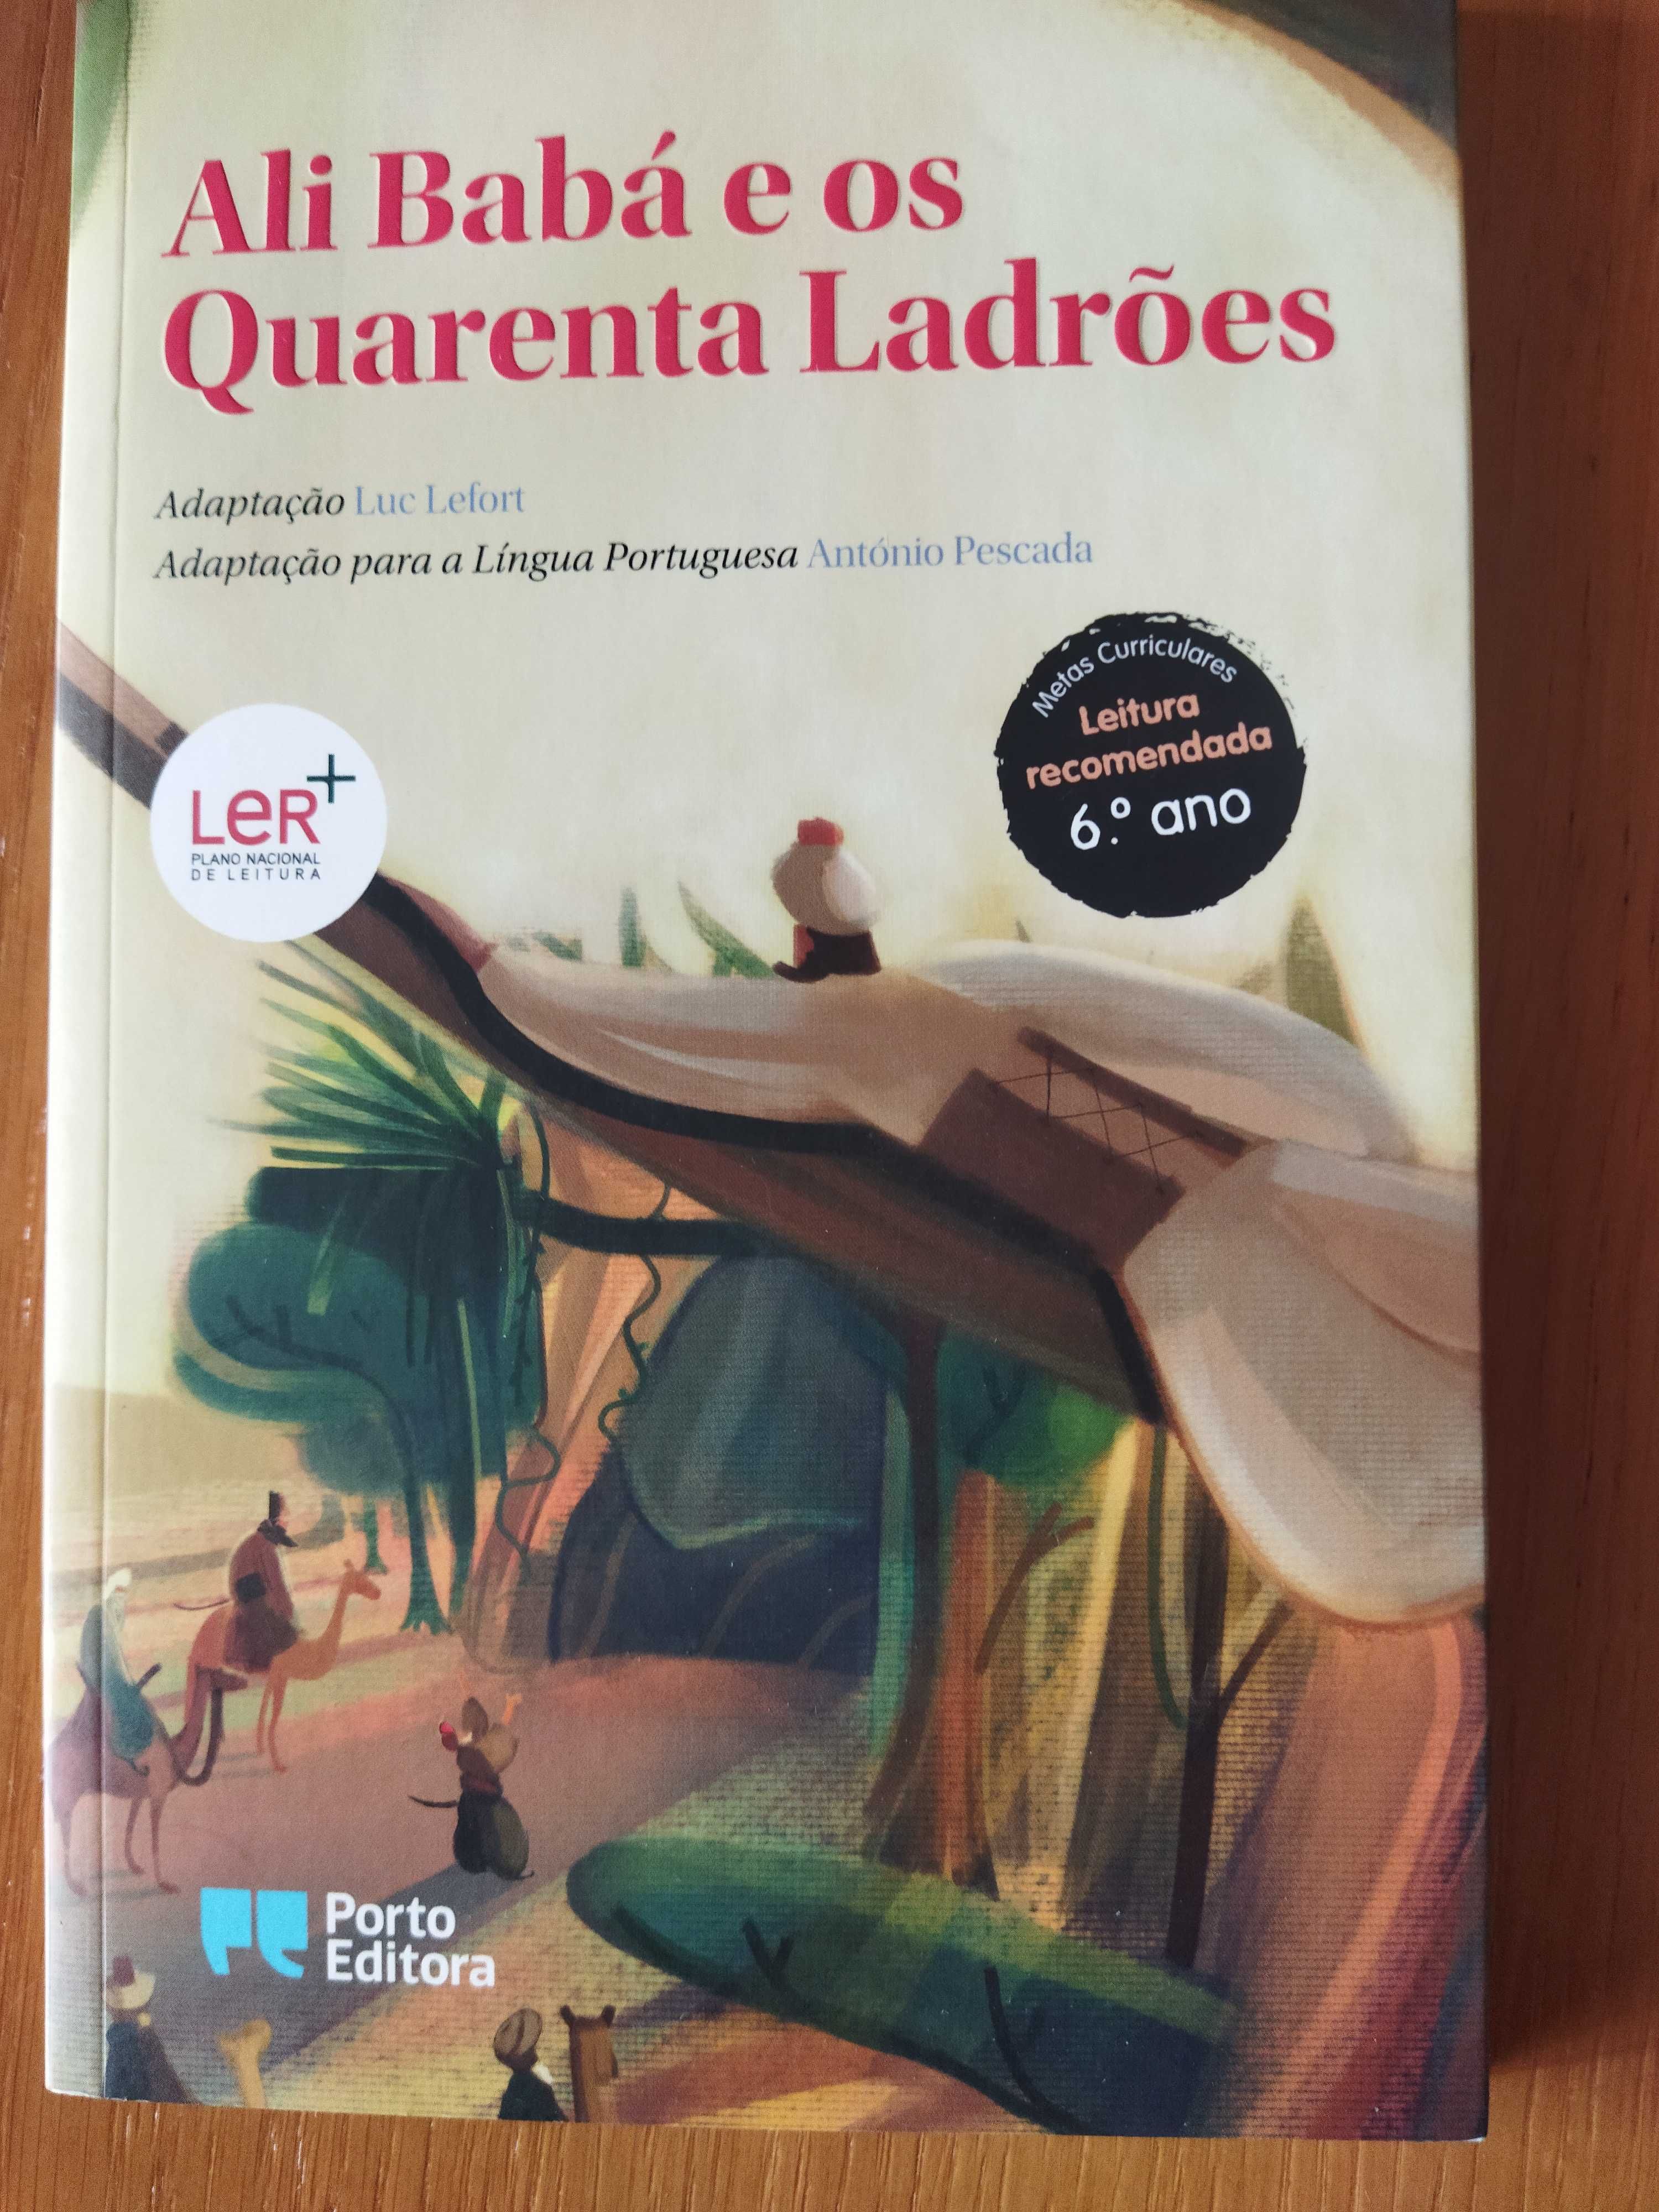 Ali Babá e os
Quarenta Ladrões
Adaptação Luc Lefort
Adaptação para a Língua Portuguesa António Pescada
Metas Curriculares
Leitura
recomendada
6.º ano
LeR+
PLANO NACIONAL
DE LEITURA
Porto
Editora